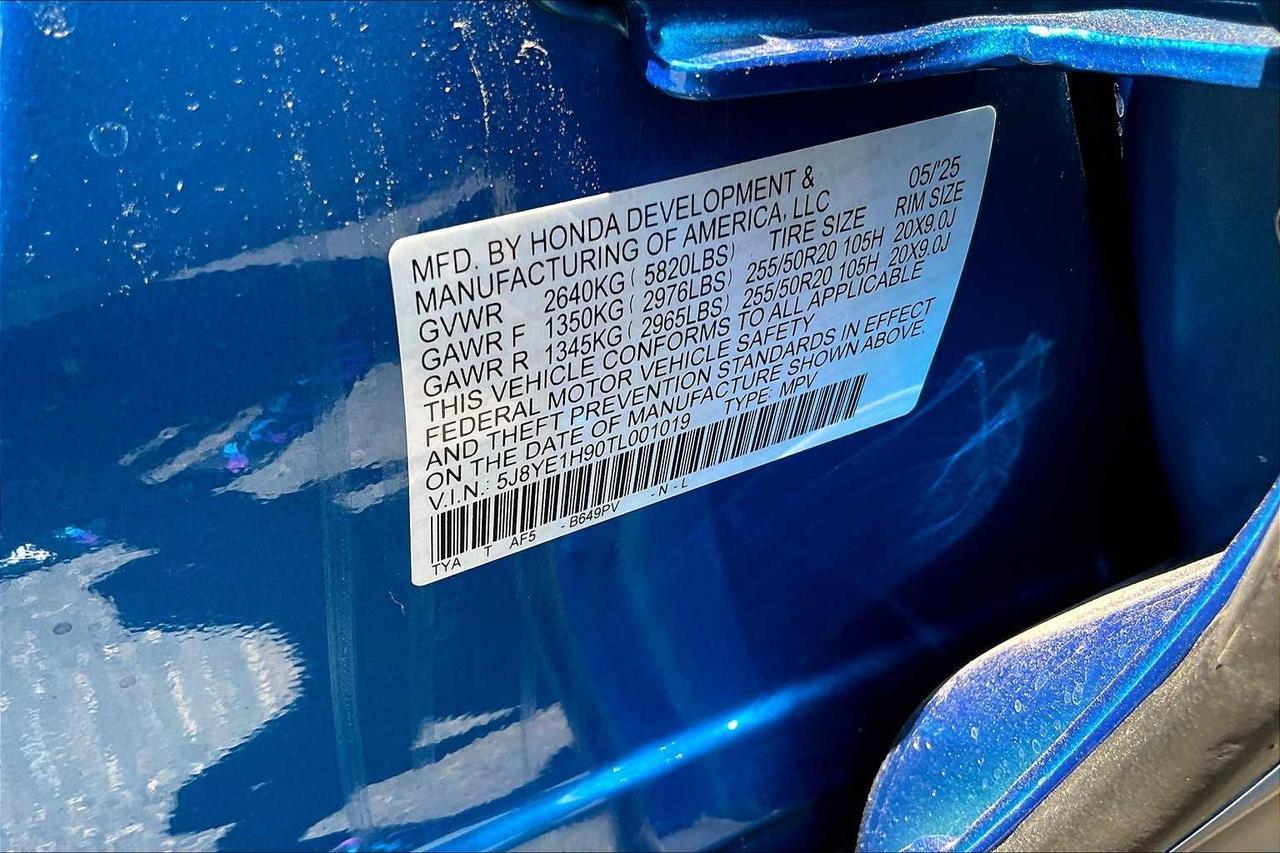 MFD. BY HONDA DEVELOPMENT & 05/'25
MANUFACTURING OF AMERICA, LLC
TIRE SIZE RIM SIZE
GVWR 2640KG ( 5820LBS)
GAWR F 1350KG ( 2976LBS) 255/50R20 105H 20X9.0J
GAWR R 1345KG ( 2965LBS) 255/50R20 105H 20X9.0J
THIS VEHICLE CONFORMS TO ALL APPLICABLE
FEDERAL MOTOR VEHICLE SAFETY
AND THEFT PREVENTION STANDARDS IN EFFECT
ON THE DATE OF MANUFACTURE SHOWN ABOVE.
V.I.N.: 5J8YE1H90TL001019 TYPE: MPV
TYA T AF5 - B649PV - N - L